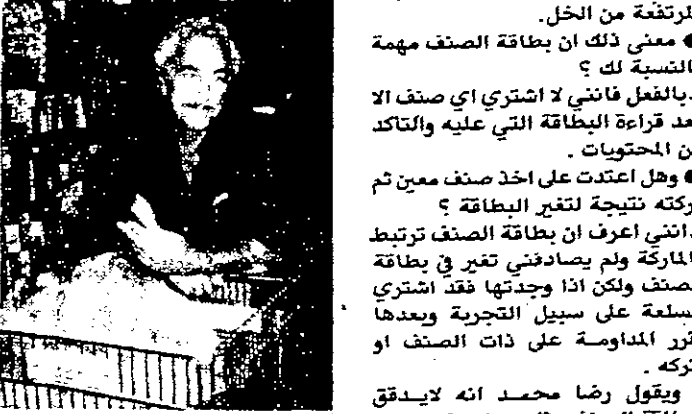 لمرتفعة من الخل.
● معنى ذلك ان بطاقة الصنف مهمة
بالنسبة لك ؟
ـ بالفعل فانني لا اشتري اي صنف الا
بعد قراءة البطاقة التي عليه والتاكد
من المحتويات .
● وهل اعتدت على اخذ صنف معين ثم
تركته نتيجة لتغير البطاقة ؟
ـ انني اعرف ان بطاقة الصنف ترتبط
بالماركة ولم يصادفني تغير في بطاقة
الصنف ولكن اذا وجدتها فقد اشتري
السلعة على سبيل التجربة وبعدها
اقرر المداومة على ذات الصنف او
تركه .
ويقول رضا محمد انه لايدقق